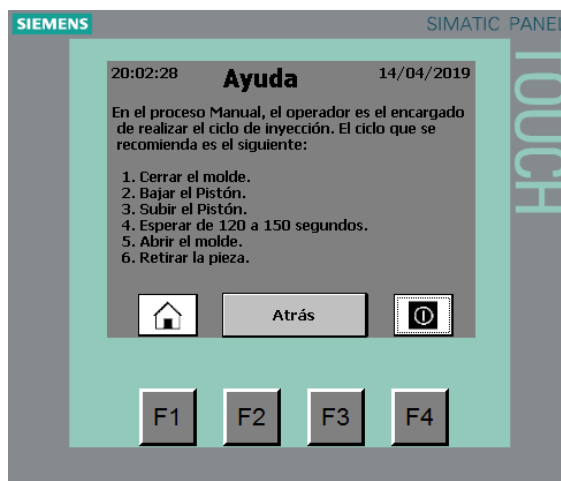 SIEMENS
SIMATIC PANEL
TOUCH
20:02:28
Ayuda
14/04/2019
En el proceso Manual, el operador es el encargado
de realizar el ciclo de inyección. El ciclo que se
recomienda es el siguiente:
1. Cerrar el molde.
2. Bajar el Pistón.
3. Subir el Pistón.
4. Esperar de 120 a 150 segundos.
5. Abrir el molde.
6. Retirar la pieza.
Atrás
F1
F2
F3
F4